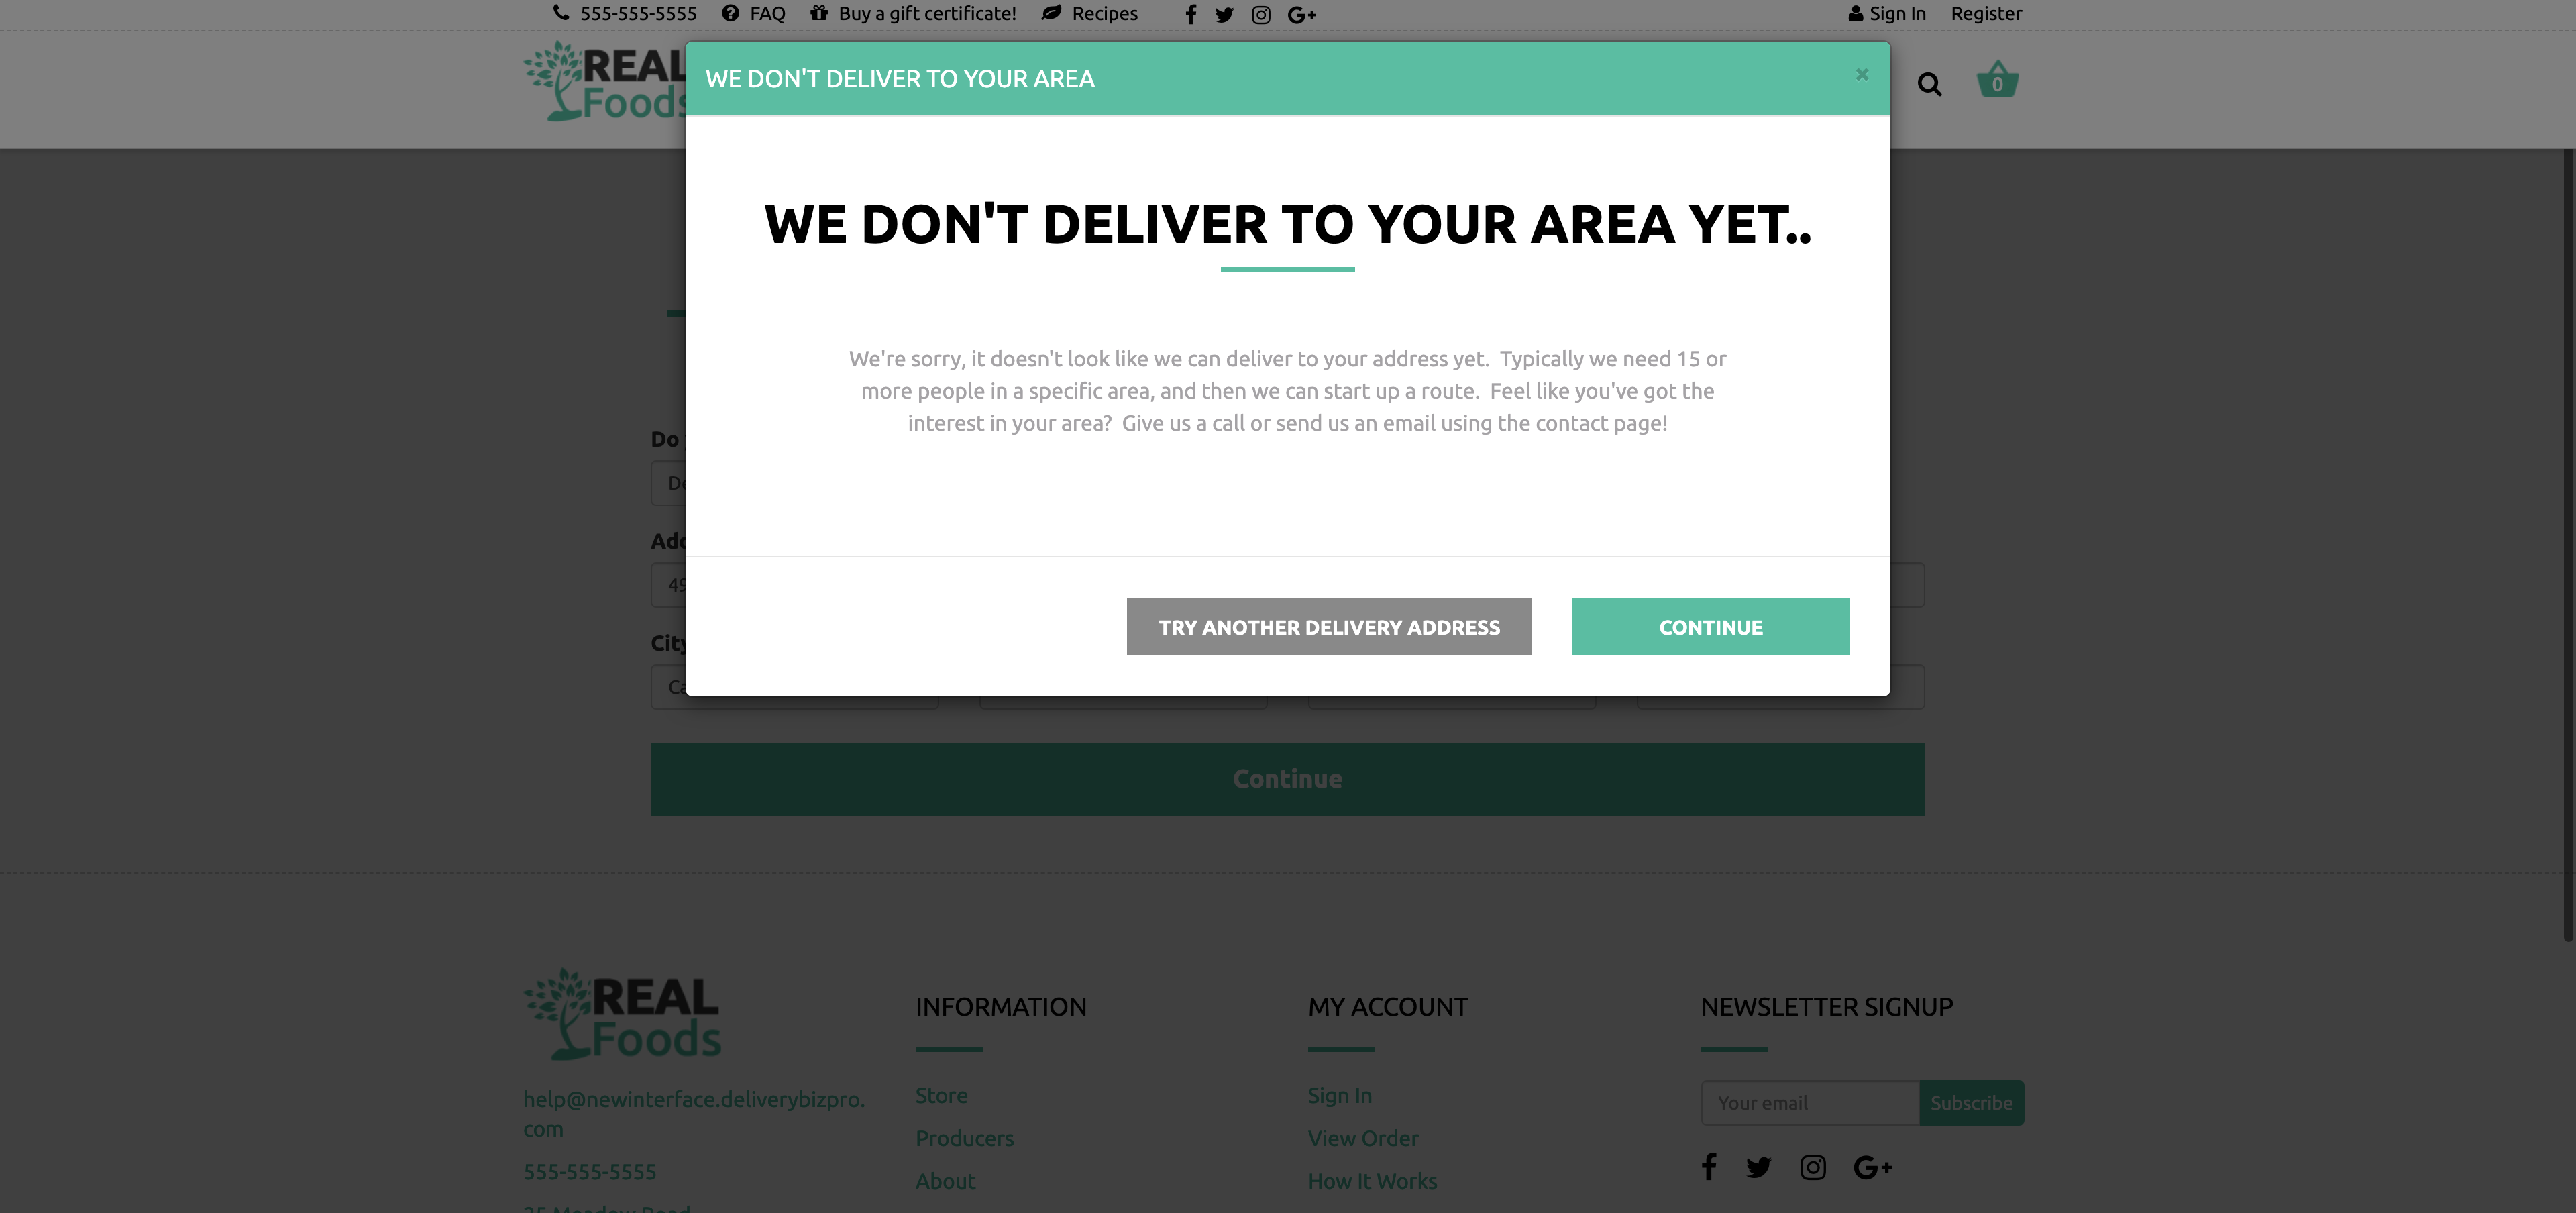 555-555-5555 FAQ Buy a gift certificate! Recipes Sign In Register
REAL
Foods
0
WE DON'T DELIVER TO YOUR AREA
×
WE DON'T DELIVER TO YOUR AREA YET..
We're sorry, it doesn't look like we can deliver to your address yet. Typically we need 15 or
more people in a specific area, and then we can start up a route. Feel like you've got the
interest in your area? Give us a call or send us an email using the contact page!
Do
TRY ANOTHER DELIVERY ADDRESS CONTINUE
City
Continue
REAL
Foods
help@newinterface.deliverybizpro.
com
555-555-5555
INFORMATION
Store
Producers
About
MY ACCOUNT
Sign In
View Order
How It Works
NEWSLETTER SIGNUP
Your email Subscribe